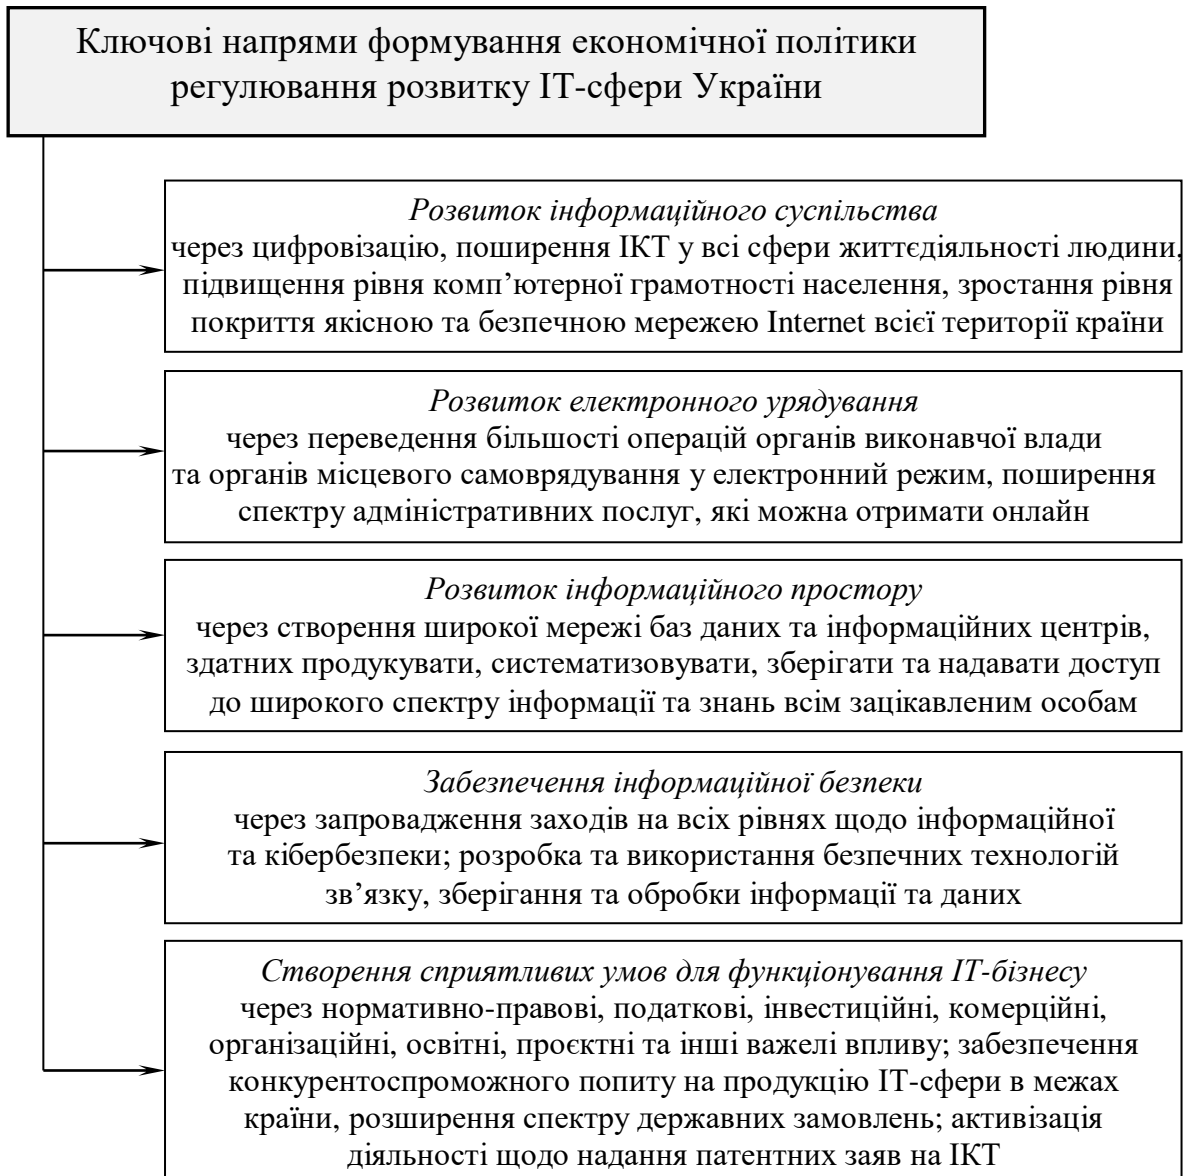 Ключові напрями формування економічної політики
регулювання розвитку ІТ-сфери України
Розвиток інформаційного суспільства
через цифровізацію, поширення ІКТ у всі сфери життєдіяльності людини,
підвищення рівня комп’ютерної грамотності населення, зростання рівня
покриття якісною та безпечною мережею Internet всієї території країни
Розвиток електронного урядування
через переведення більшості операцій органів виконавчої влади
та органів місцевого самоврядування у електронний режим, поширення
спектру адміністративних послуг, які можна отримати онлайн
Розвиток інформаційного простору
через створення широкої мережі баз даних та інформаційних центрів,
здатних продукувати, систематизовувати, зберігати та надавати доступ
до широкого спектру інформації та знань всім зацікавленим особам
Забезпечення інформаційної безпеки
через запровадження заходів на всіх рівнях щодо інформаційної
та кібербезпеки; розробка та використання безпечних технологій
зв’язку, зберігання та обробки інформації та даних
Створення сприятливих умов для функціонування ІТ-бізнесу
через нормативно-правові, податкові, інвестиційні, комерційні,
організаційні, освітні, проєктні та інші важелі впливу; забезпечення
конкурентоспроможного попиту на продукцію ІТ-сфери в межах
країни, розширення спектру державних замовлень; активізація
діяльності щодо надання патентних заяв на ІКТ